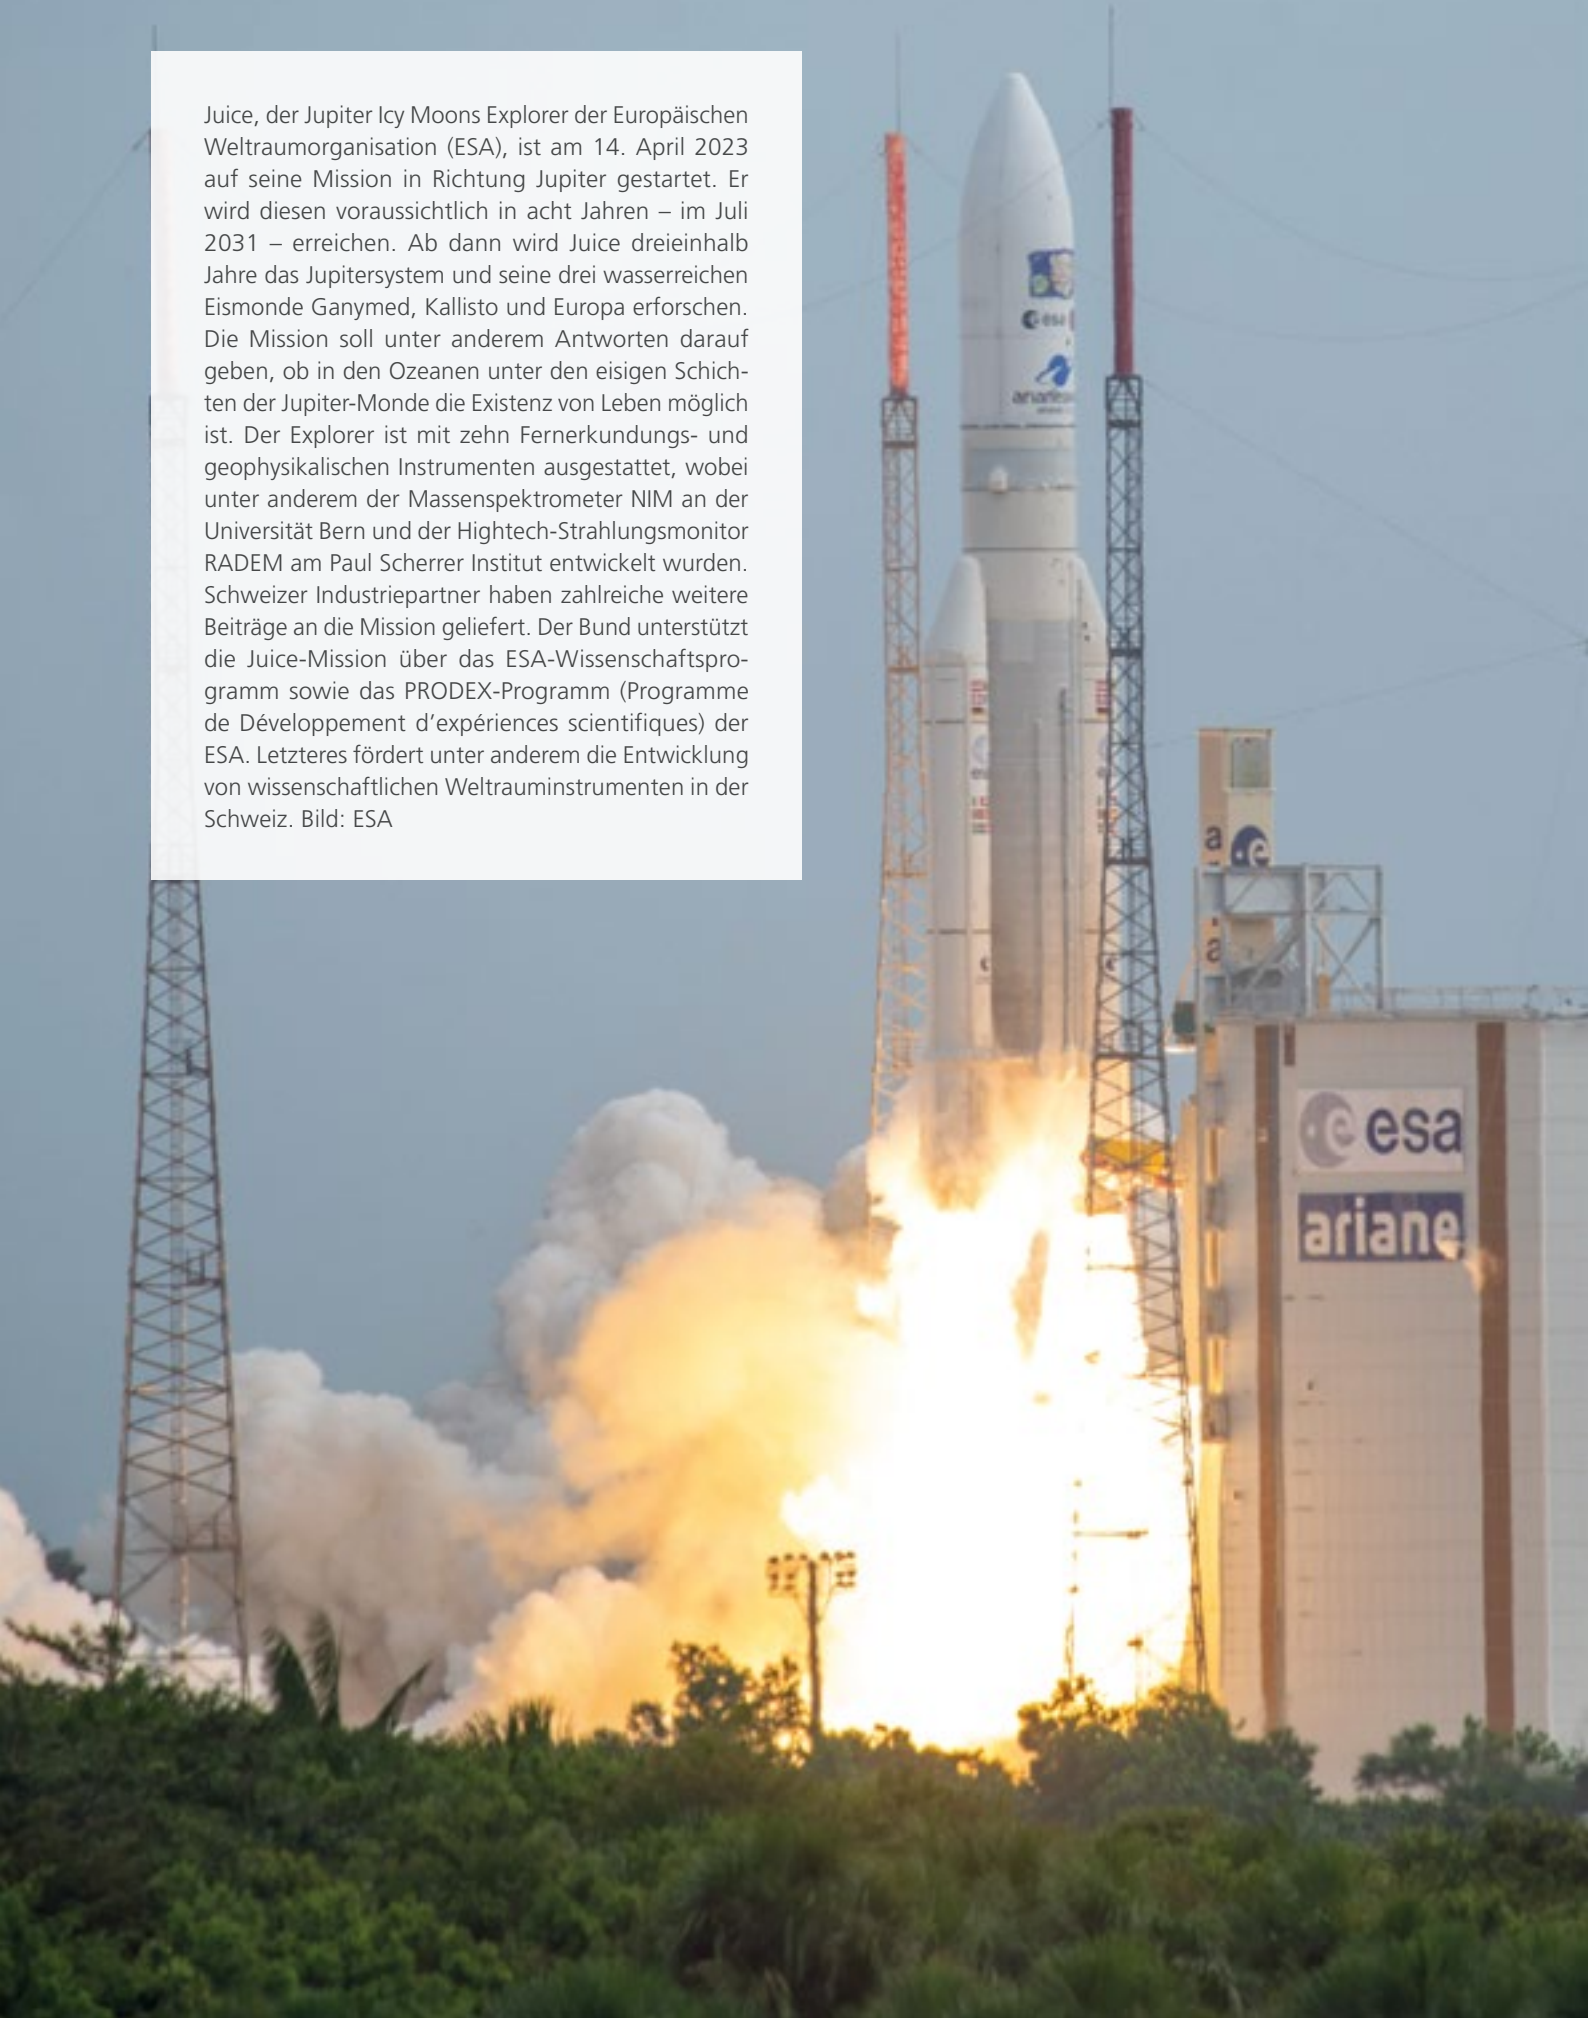 Juice, der Jupiter Icy Moons Explorer der Europäischen
Weltraumorganisation (ESA), ist am 14. April 2023
auf seine Mission in Richtung Jupiter gestartet. Er
wird diesen voraussichtlich in acht Jahren – im Juli
2031 – erreichen. Ab dann wird Juice dreieinhalb
Jahre das Jupitersystem und seine drei wasserreichen
Eismonde Ganymed, Kallisto und Europa erforschen.
Die Mission soll unter anderem Antworten darauf
geben, ob in den Ozeanen unter den eisigen Schich-
ten der Jupiter-Monde die Existenz von Leben möglich
ist. Der Explorer ist mit zehn Fernerkundungs- und
geophysikalischen Instrumenten ausgestattet, wobei
unter anderem der Massenspektrometer NIM an der
Universität Bern und der Hightech-Strahlungsmonitor
RADEM am Paul Scherrer Institut entwickelt wurden.
Schweizer Industriepartner haben zahlreiche weitere
Beiträge an die Mission geliefert. Der Bund unterstützt
die Juice-Mission über das ESA-Wissenschaftspro-
gramm sowie das PRODEX-Programm (Programme
de Développement d'expériences scientifiques) der
ESA. Letzteres fördert unter anderem die Entwicklung
von wissenschaftlichen Weltrauminstrumenten in der
Schweiz. Bild: ESA
esa
esa
ariane